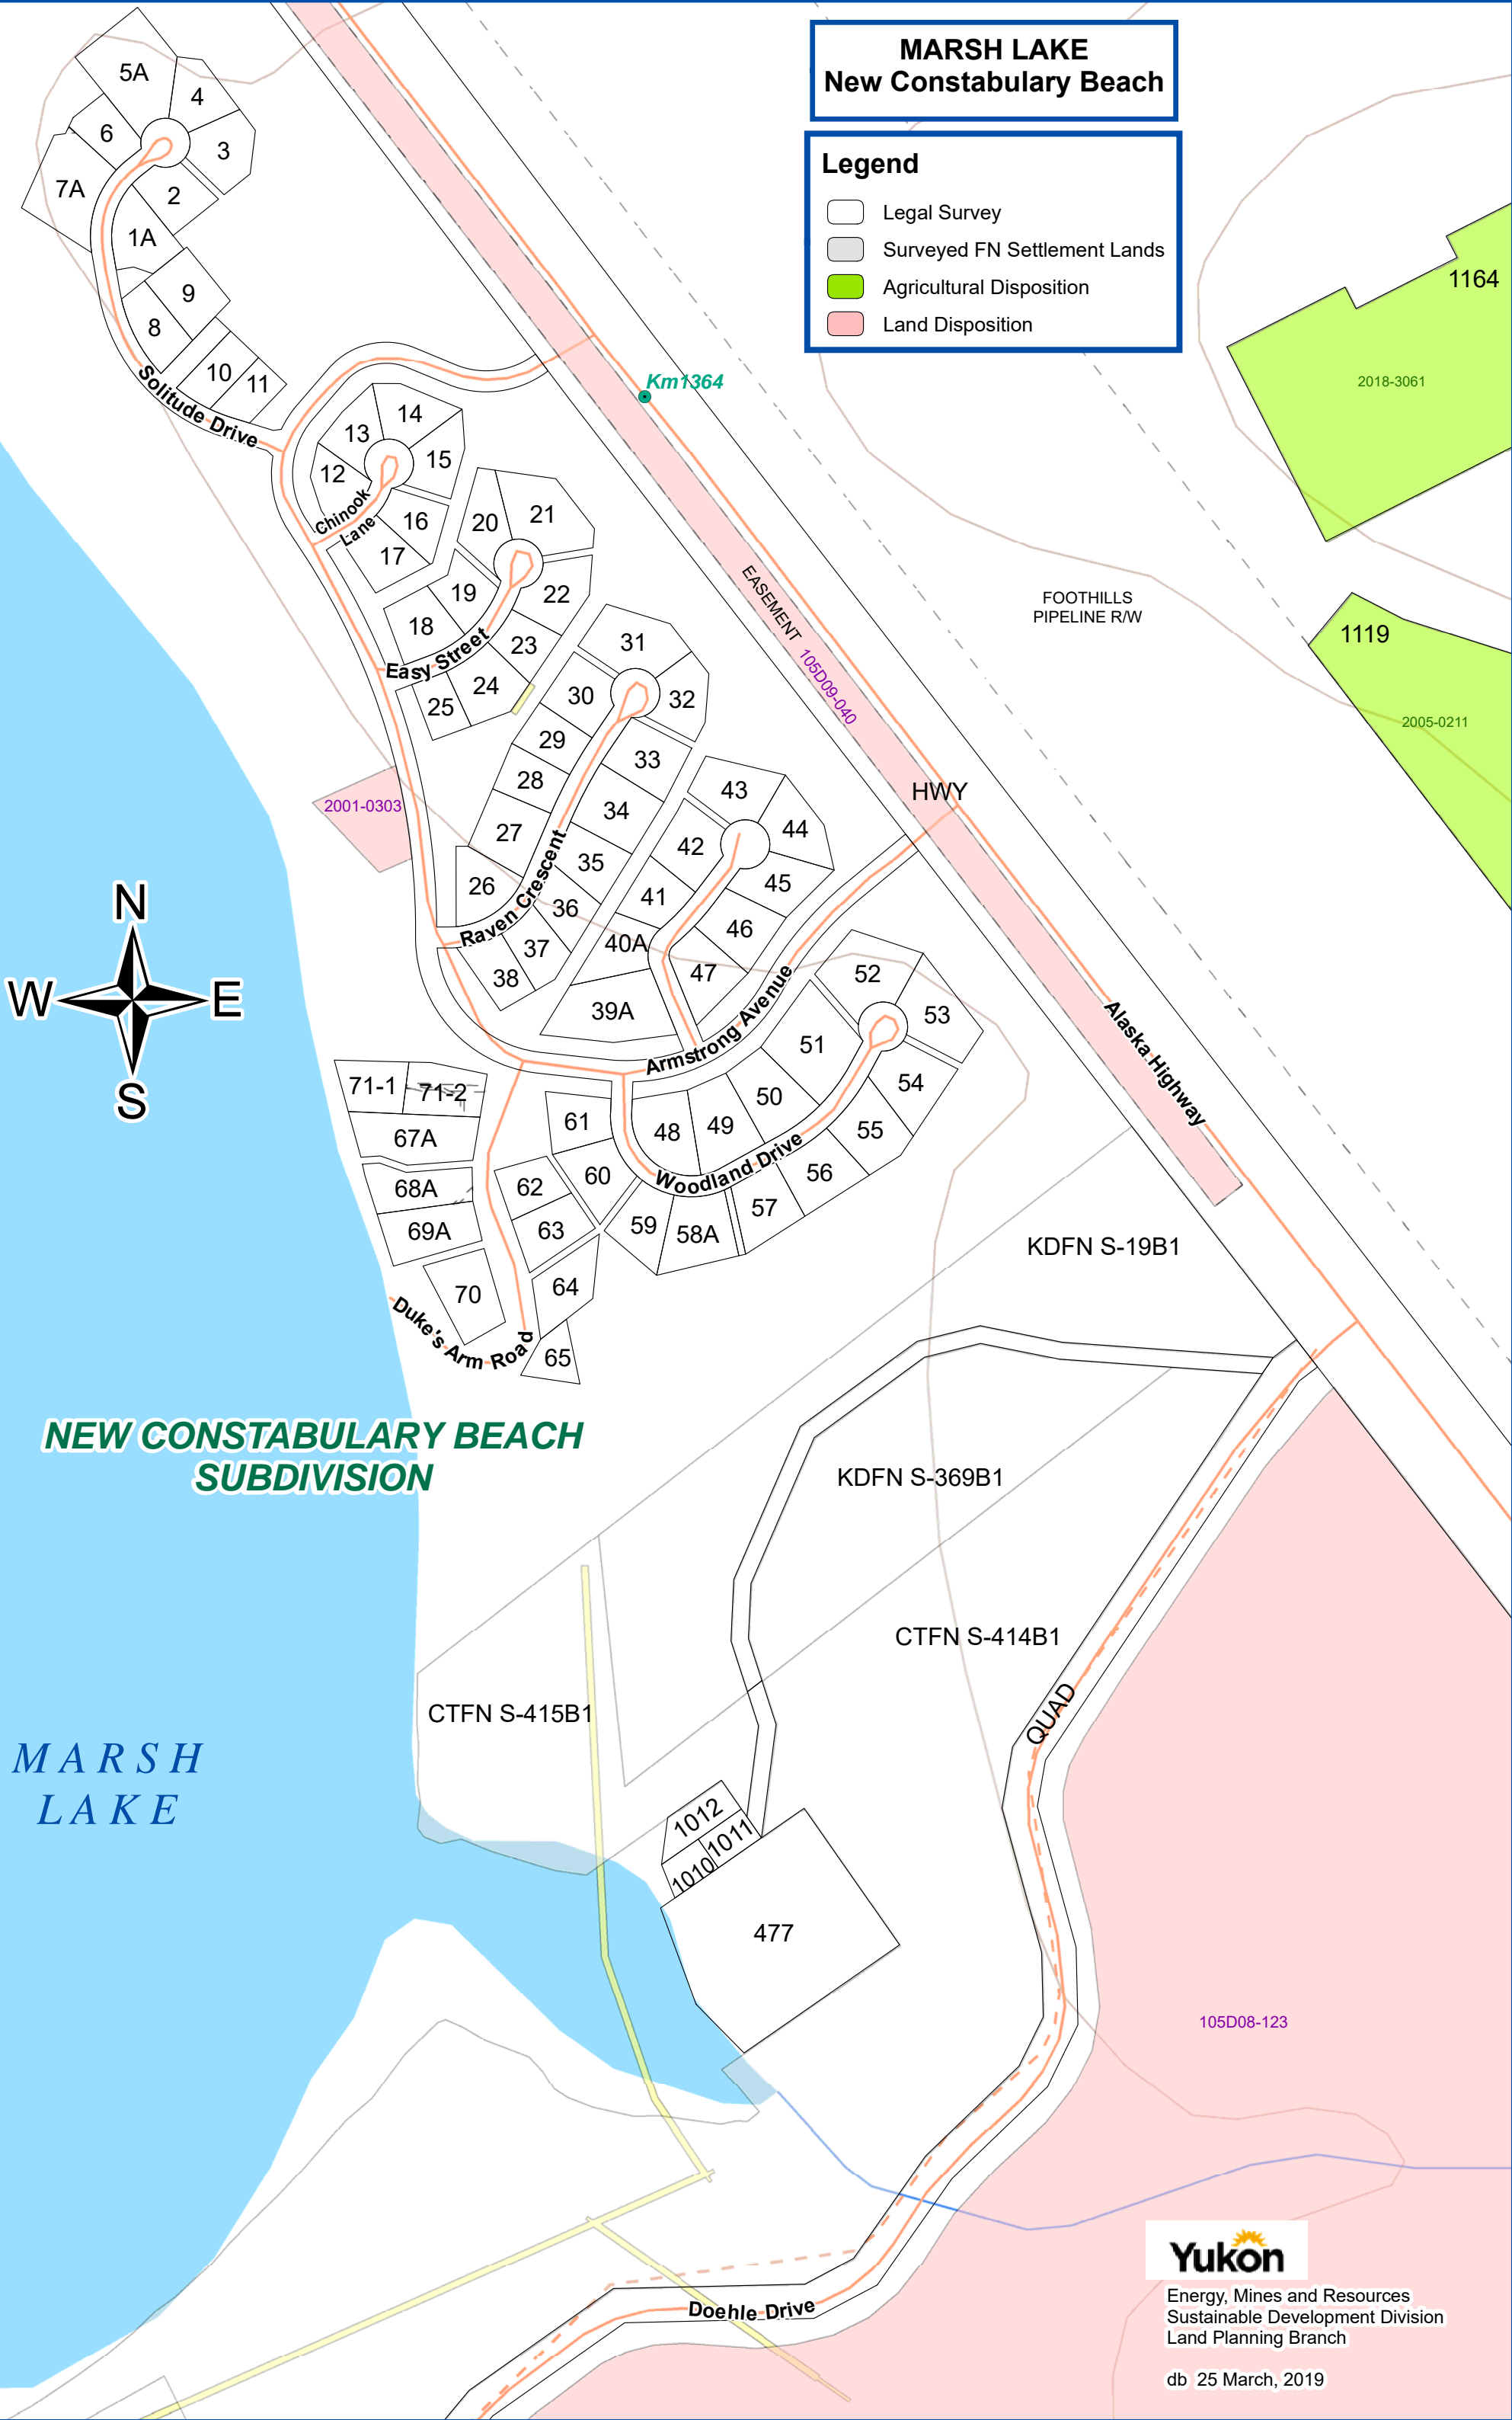 MARSH LAKE
New Constabulary Beach
Legend
Legal Survey
Surveyed FN Settlement Lands
Agricultural Disposition
Land Disposition
5A
4
6
3
7A
2
1A
9
8
10
11
Solitude Drive
Km1364
14
13
15
12
Chinook
Lane
16
17
20
21
19
22
18
23
Easy Street
24
25
31
30
32
29
33
28
34
27
35
26
36
Raven Crescent
37
38
2001-0303
43
44
42
45
41
46
40A
47
39A
Armstrong Avenue
52
53
51
54
50
55
49
48
56
Woodland Drive
57
58A
59
61
60
62
63
64
65
71-1
71-2
67A
68A
69A
70
Duke's Arm Road
EASEMENT
105D09-040
HWY
Alaska Highway
FOOTHILLS
PIPELINE R/W
1164
2018-3061
1119
2005-0211
N
W
E
S
NEW CONSTABULARY BEACH
SUBDIVISION
KDFN S-19B1
KDFN S-369B1
CTFN S-414B1
CTFN S-415B1
QUAD
MARSH
LAKE
1012
1011
1010
477
105D08-123
Doehle Drive
Yukon
Energy, Mines and Resources
Sustainable Development Division
Land Planning Branch
db 25 March, 2019